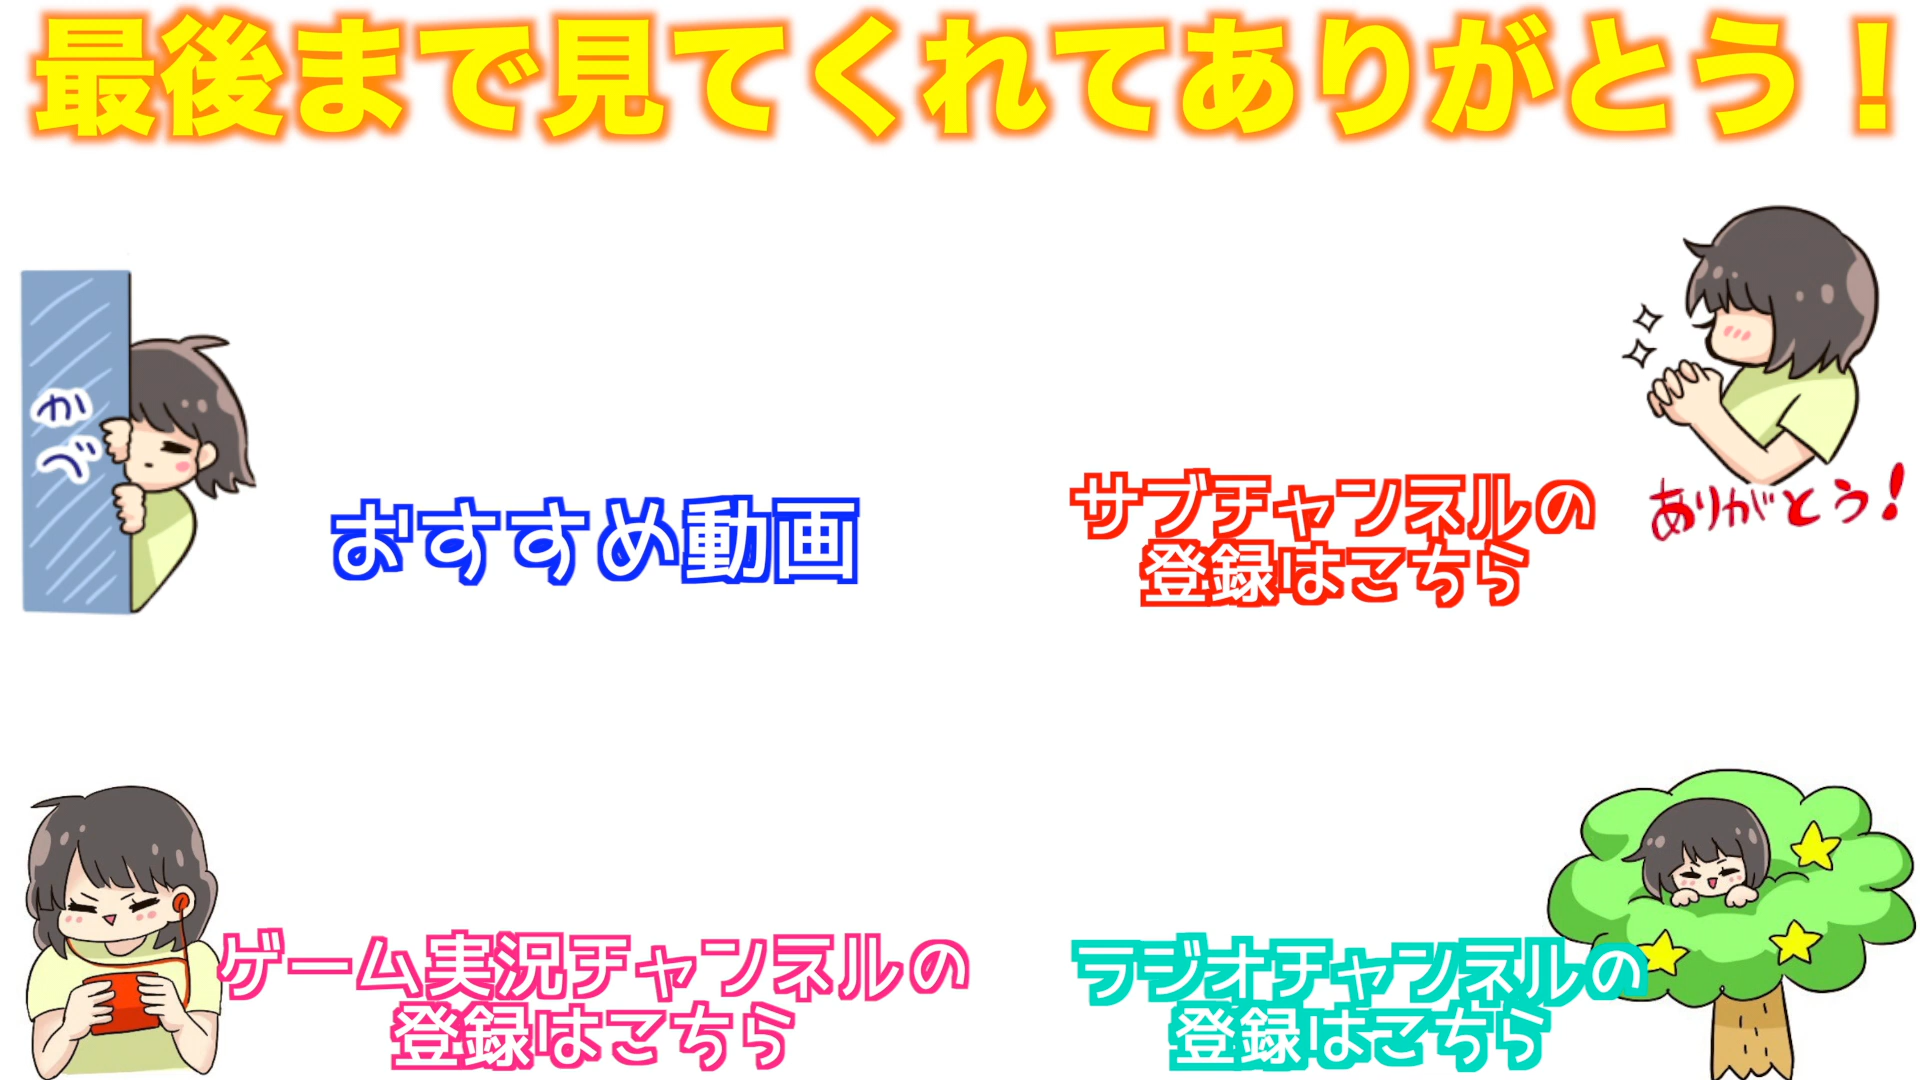 最後まで見てくれてありがとう！
かべ
おすすめ動画
サブチャンネルの
登録はこちら
ありがとう！
ゲーム実況チャンネルの
登録はこちら
ラジオチャンネルの
登録はこちら